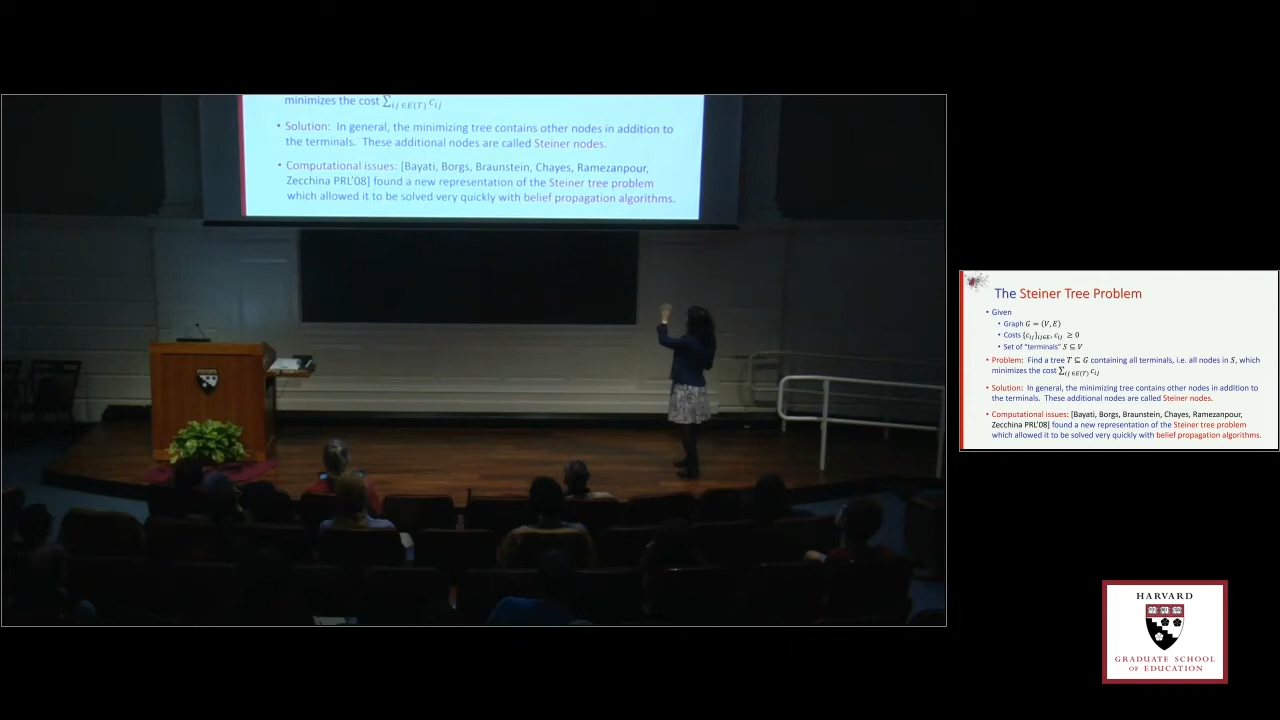 minimizes the cost ∑ij∈E(T) cij
• Solution: In general, the minimizing tree contains other nodes in addition to
the terminals. These additional nodes are called Steiner nodes.
• Computational issues: [Bayati, Borgs, Braunstein, Chayes, Ramezanpour,
Zecchina PRL'08] found a new representation of the Steiner tree problem
which allowed it to be solved very quickly with belief propagation algorithms.
The Steiner Tree Problem
• Given
• Graph G = (V, E)
• Costs {cij}ij∈E, cij ≥ 0
• Set of "terminals" S ⊆ V
• Problem: Find a tree T ⊆ G containing all terminals, i.e. all nodes in S, which
minimizes the cost ∑ij∈E(T) cij
• Solution: In general, the minimizing tree contains other nodes in addition to
the terminals. These additional nodes are called Steiner nodes.
• Computational issues: [Bayati, Borgs, Braunstein, Chayes, Ramezanpour,
Zecchina PRL'08] found a new representation of the Steiner tree problem
which allowed it to be solved very quickly with belief propagation algorithms.
HARVARD
GRADUATE SCHOOL
OF EDUCATION